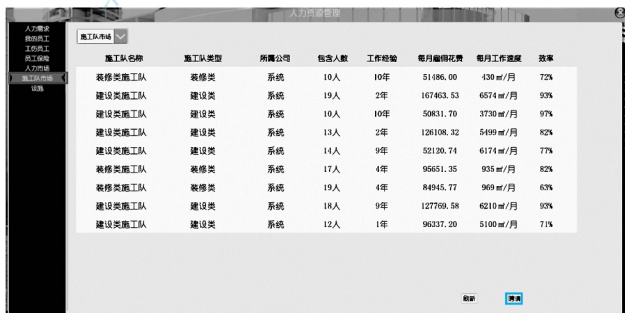 人力资源管理
人力需求
我的员工
工伤员工
员工保险
人力市场
施工队市场
设施
施工队市场
施工队名称 施工队类型 所属公司 包含人数 工作经验 每月雇佣花费 每月工作速度 效率
装修类施工队 装修类 系统 10人 10年 51486.00 430㎡/月 72%
建设类施工队 建设类 系统 19人 2年 167463.53 6574㎡/月 93%
建设类施工队 建设类 系统 10人 10年 50831.70 3730㎡/月 97%
建设类施工队 建设类 系统 13人 2年 126108.32 5499㎡/月 82%
建设类施工队 建设类 系统 14人 9年 52120.74 6174㎡/月 77%
装修类施工队 装修类 系统 17人 4年 95651.35 935㎡/月 82%
装修类施工队 装修类 系统 19人 4年 84945.77 969㎡/月 63%
建设类施工队 建设类 系统 18人 9年 127769.58 6210㎡/月 93%
建设类施工队 建设类 系统 12人 1年 96337.20 5100㎡/月 71%
刷新 聘请